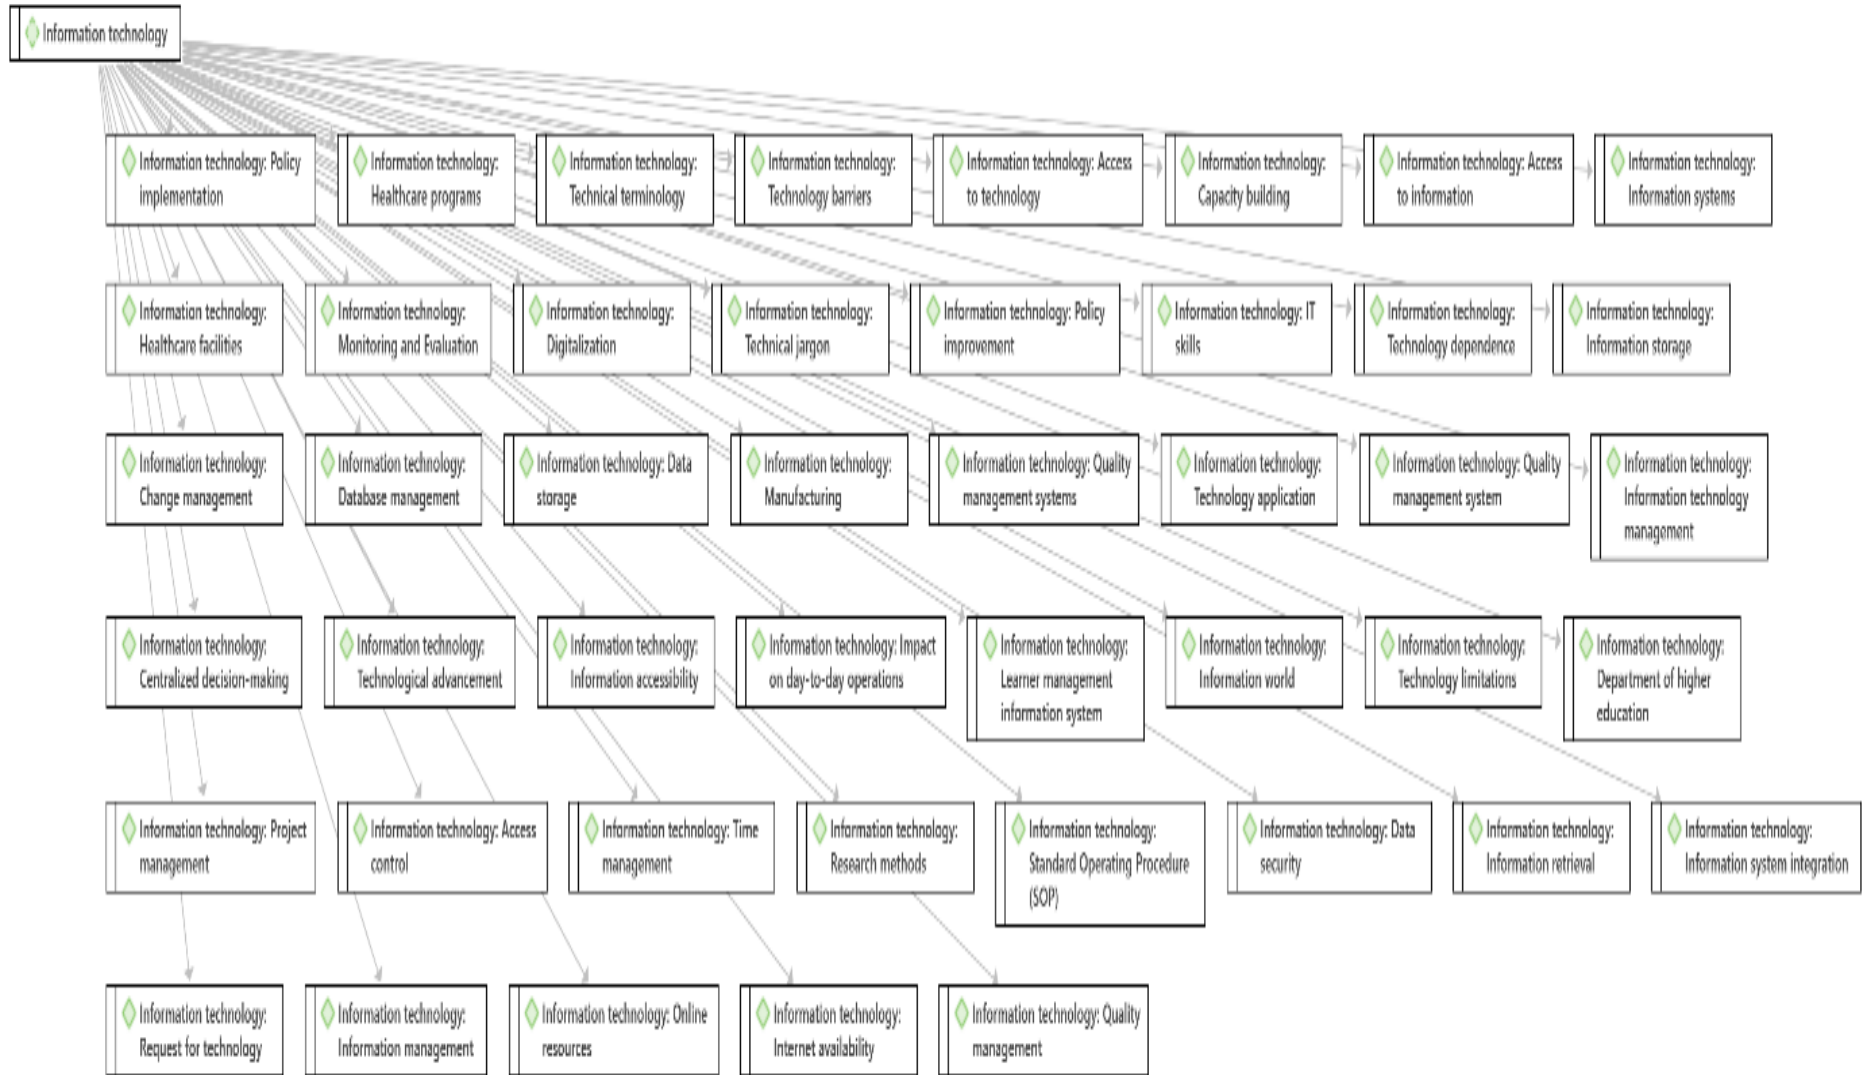 Information technology
Information technology: Policy
implementation
Information technology:
Healthcare programs
Information technology:
Technical terminology
Information technology:
Technology barriers
Information technology: Access
to technology
Information technology:
Capacity building
Information technology: Access
to information
Information technology:
Information systems
Information technology:
Healthcare facilities
Information technology:
Monitoring and Evaluation
Information technology:
Digitalization
Information technology:
Technical jargon
Information technology: Policy
improvement
Information technology: IT
skills
Information technology:
Technology dependence
Information technology:
Information storage
Information technology:
Change management
Information technology:
Database management
Information technology: Data
storage
Information technology:
Manufacturing
Information technology: Quality
management systems
Information technology:
Technology application
Information technology: Quality
management system
Information technology:
Information technology
management
Information technology:
Centralized decision-making
Information technology:
Technological advancement
Information technology:
Information accessibility
Information technology: Impact
on day-to-day operations
Information technology:
Learner management
information system
Information technology:
Information world
Information technology:
Technology limitations
Information technology:
Department of higher
education
Information technology: Project
management
Information technology: Access
control
Information technology: Time
management
Information technology:
Research methods
Information technology:
Standard Operating Procedure
(SOP)
Information technology: Data
security
Information technology:
Information retrieval
Information technology:
Information system integration
Information technology:
Request for technology
Information technology:
Information management
Information technology: Online
resources
Information technology:
Internet availability
Information technology: Quality
management